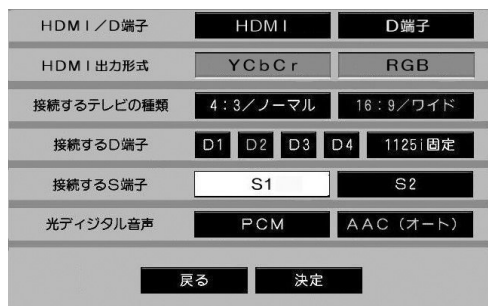 HDMI/D端子 HDMI D端子
HDMI出力形式 YCbCr RGB
接続するテレビの種類 4:3/ノーマル 16:9/ワイド
接続するD端子 D1 D2 D3 D4 1125i固定
接続するS端子 S1 S2
光ディジタル音声 PCM AAC(オート)
戻る 決定